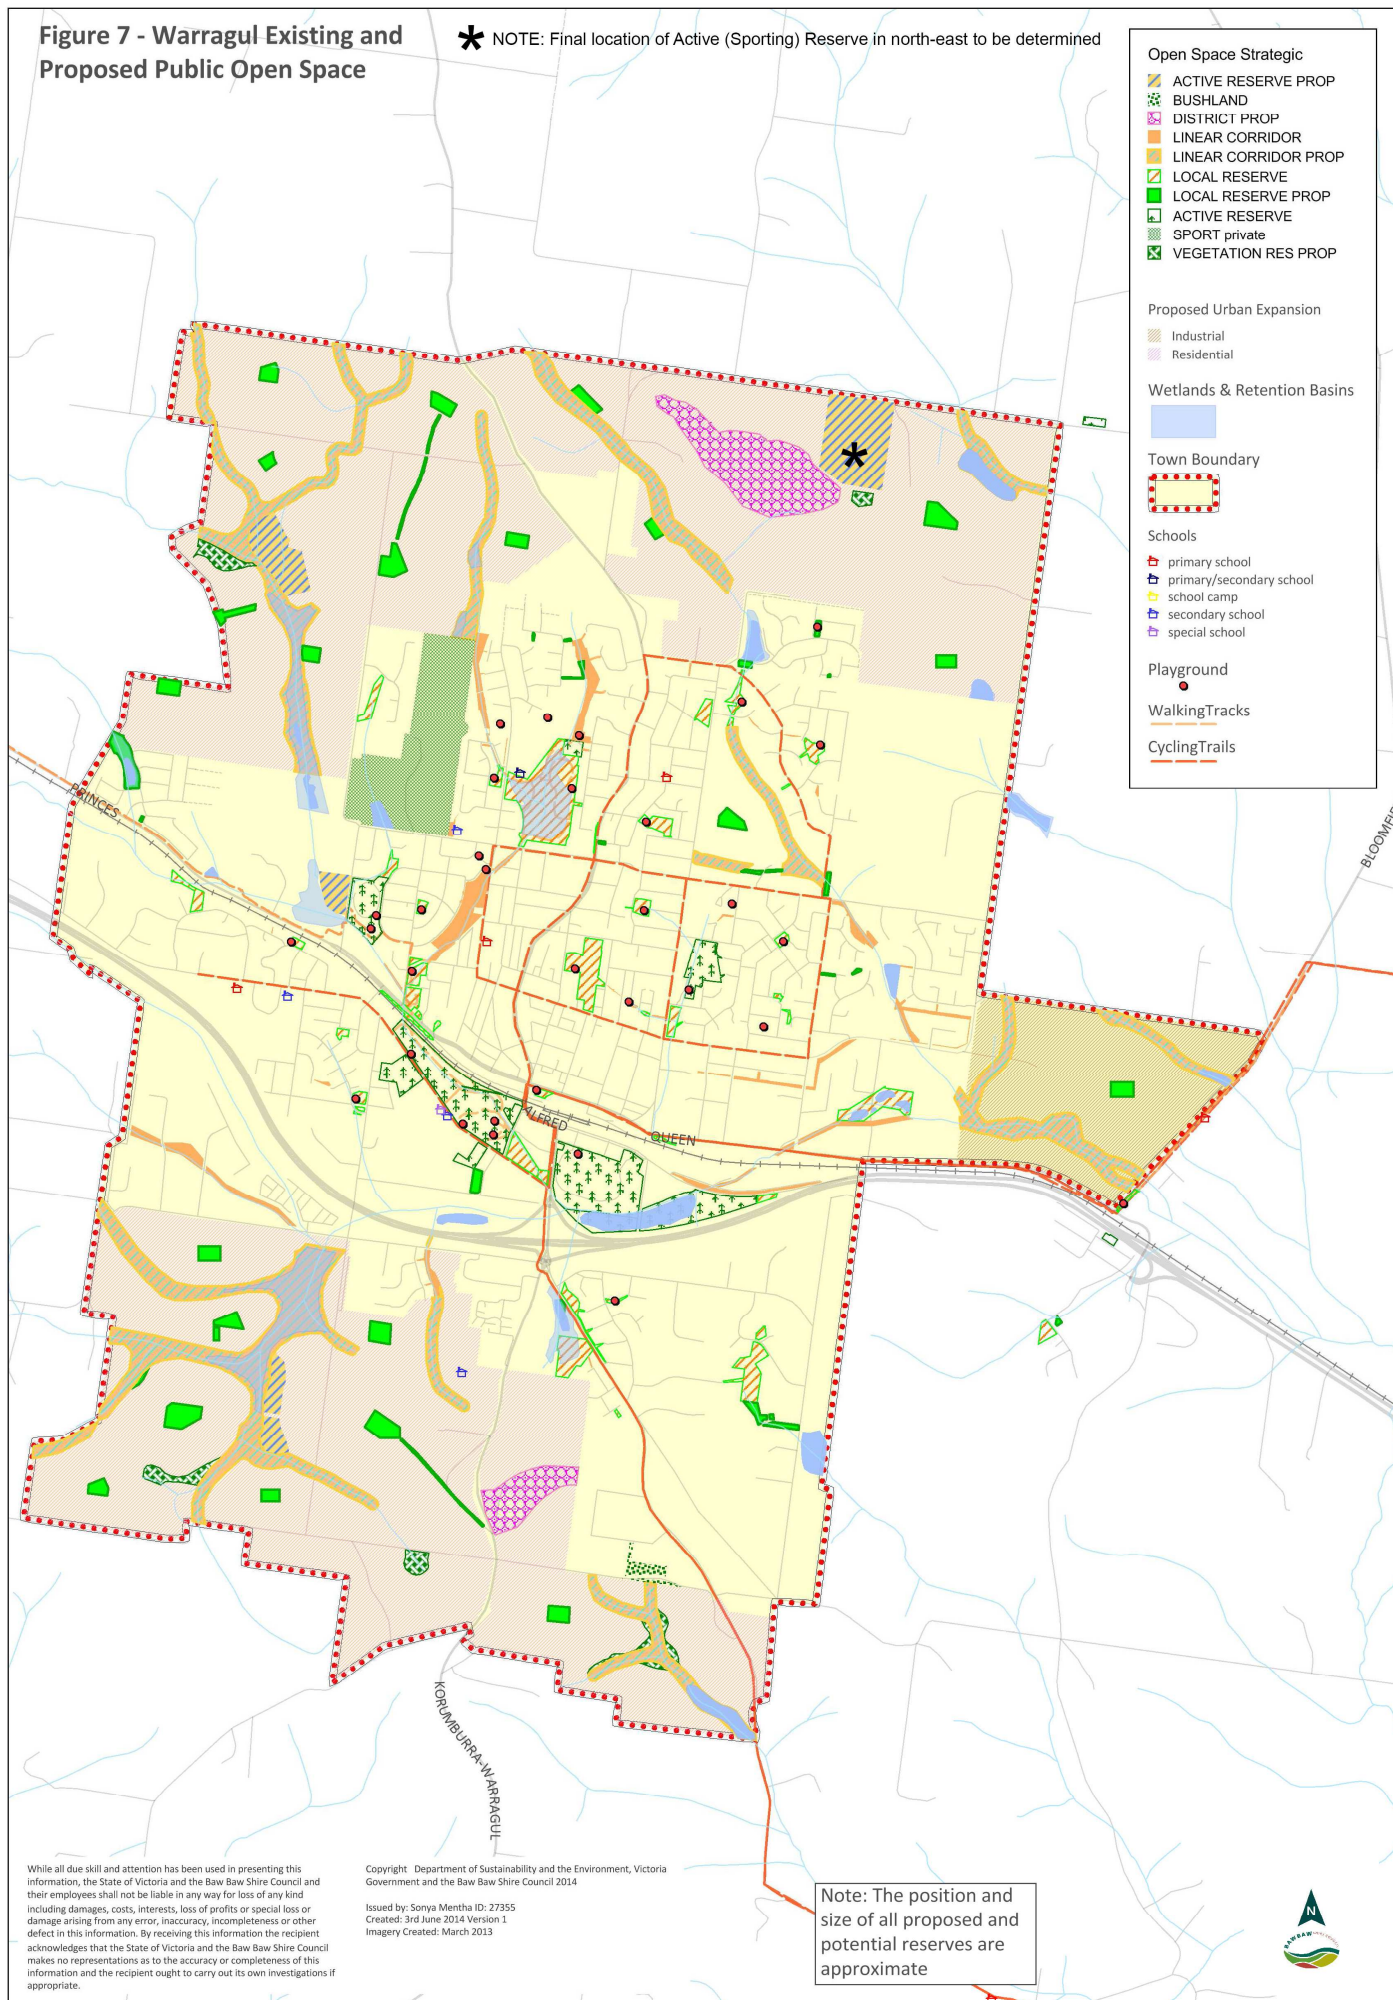 Figure 7 - Warragul Existing and
Proposed Public Open Space
* NOTE: Final location of Active (Sporting) Reserve in north-east to be determined
Open Space Strategic
ACTIVE RESERVE PROP
BUSHLAND
DISTRICT PROP
LINEAR CORRIDOR
LINEAR CORRIDOR PROP
LOCAL RESERVE
LOCAL RESERVE PROP
ACTIVE RESERVE
SPORT private
VEGETATION RES PROP
Proposed Urban Expansion
Industrial
Residential
Wetlands & Retention Basins
Town Boundary
Schools
primary school
primary/secondary school
school camp
secondary school
special school
Playground
WalkingTracks
CyclingTrails
*
PRINCES
BLOOMFIE
ALFRED
QUEEN
KORUMBURRA-WARRAGUL
While all due skill and attention has been used in presenting this
information, the State of Victoria and the Baw Baw Shire Council and
their employees shall not be liable in any way for loss of any kind
including damages, costs, interests, loss of profits or special loss or
damage arising from any error, inaccuracy, incompleteness or other
defect in this information. By receiving this information the recipient
acknowledges that the State of Victoria and the Baw Baw Shire Council
makes no representations as to the accuracy or completeness of this
information and the recipient ought to carry out its own investigations if
appropriate.
Copyright Department of Sustainability and the Environment, Victoria
Government and the Baw Baw Shire Council 2014
Issued by: Sonya Mentha ID: 27355
Created: 3rd June 2014 Version 1
Imagery Created: March 2013
Note: The position and
size of all proposed and
potential reserves are
approximate
N
BAW BAW